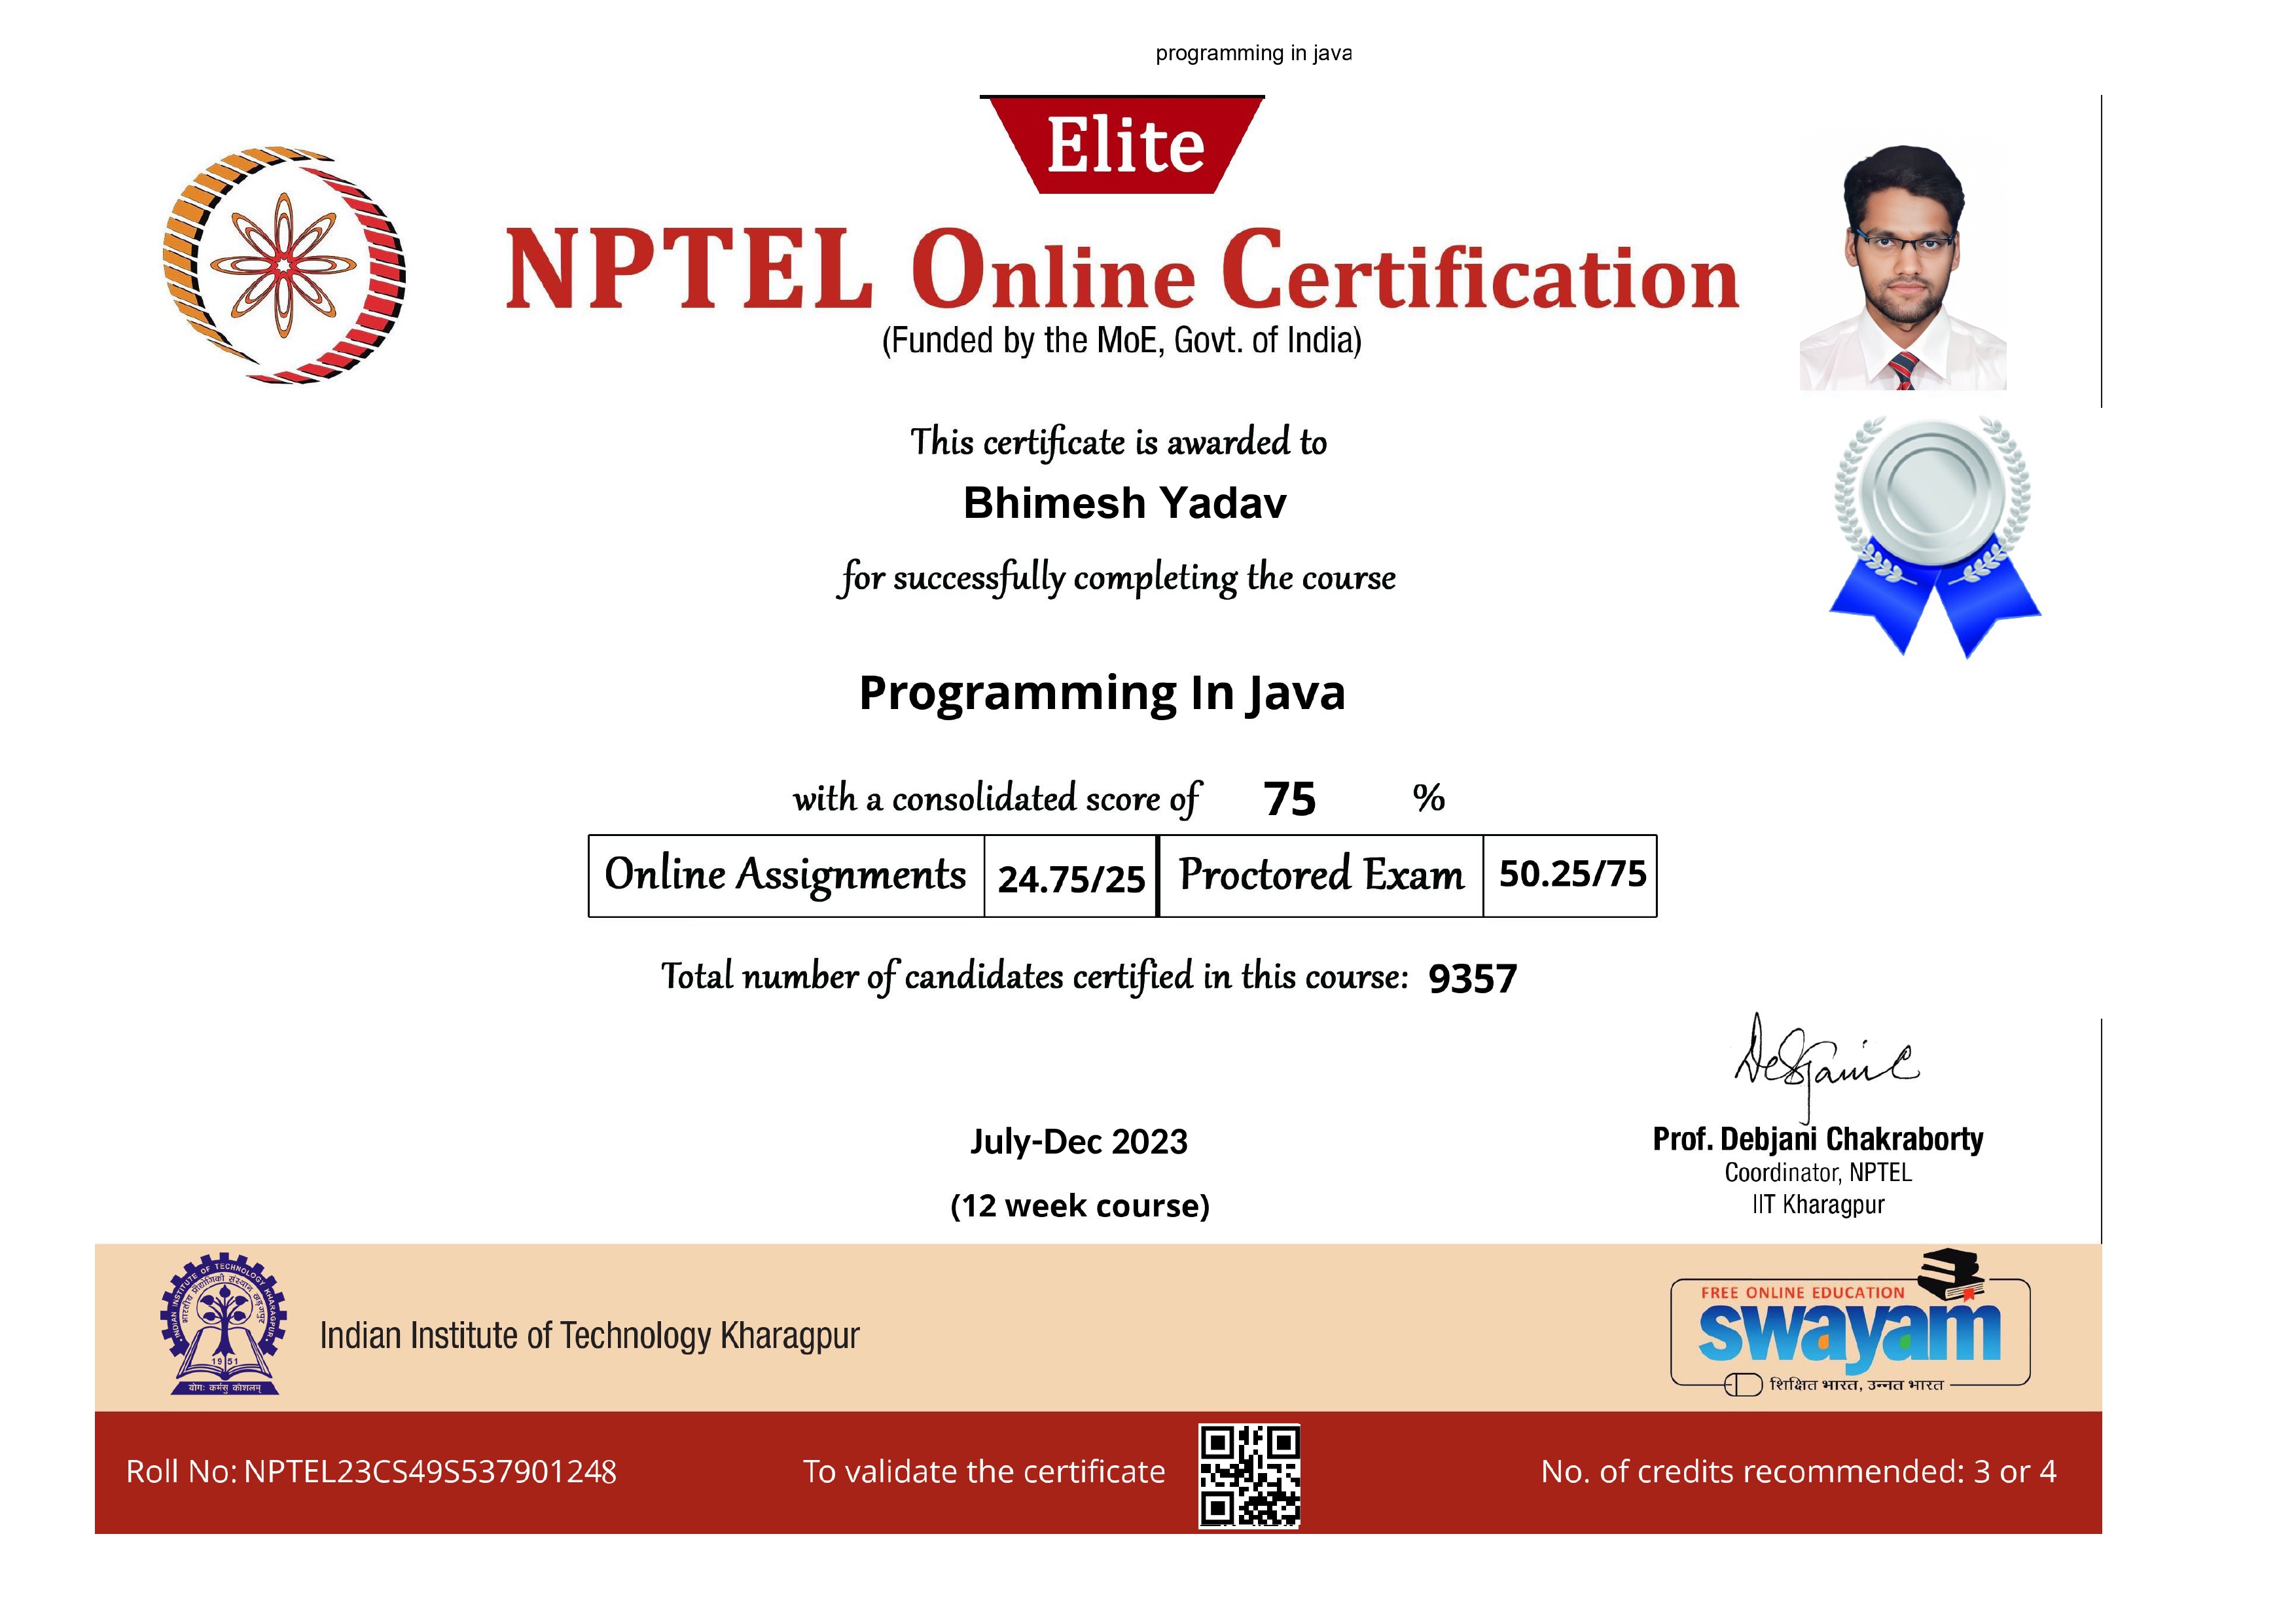 programming in java
Elite
NPTEL Online Certification
(Funded by the MoE, Govt. of India)
This certificate is awarded to
Bhimesh Yadav
for successfully completing the course
Programming In Java
with a consolidated score of 75 %
Online Assignments 24.75/25 Proctored Exam 50.25/75
Total number of candidates certified in this course: 9357
July-Dec 2023
(12 week course)
Prof. Debjani Chakraborty
Coordinator, NPTEL
IIT Kharagpur
INDIAN INSTITUTE OF TECHNOLOGY KHARAGPUR
भारतीय प्रौद्योगिकी संस्थान खड़गपुर
1951
योगः कर्मसु कौशलम्
Indian Institute of Technology Kharagpur
FREE ONLINE EDUCATION
swayam
शिक्षित भारत, उन्नत भारत
Roll No: NPTEL23CS49S537901248
To validate the certificate
No. of credits recommended: 3 or 4